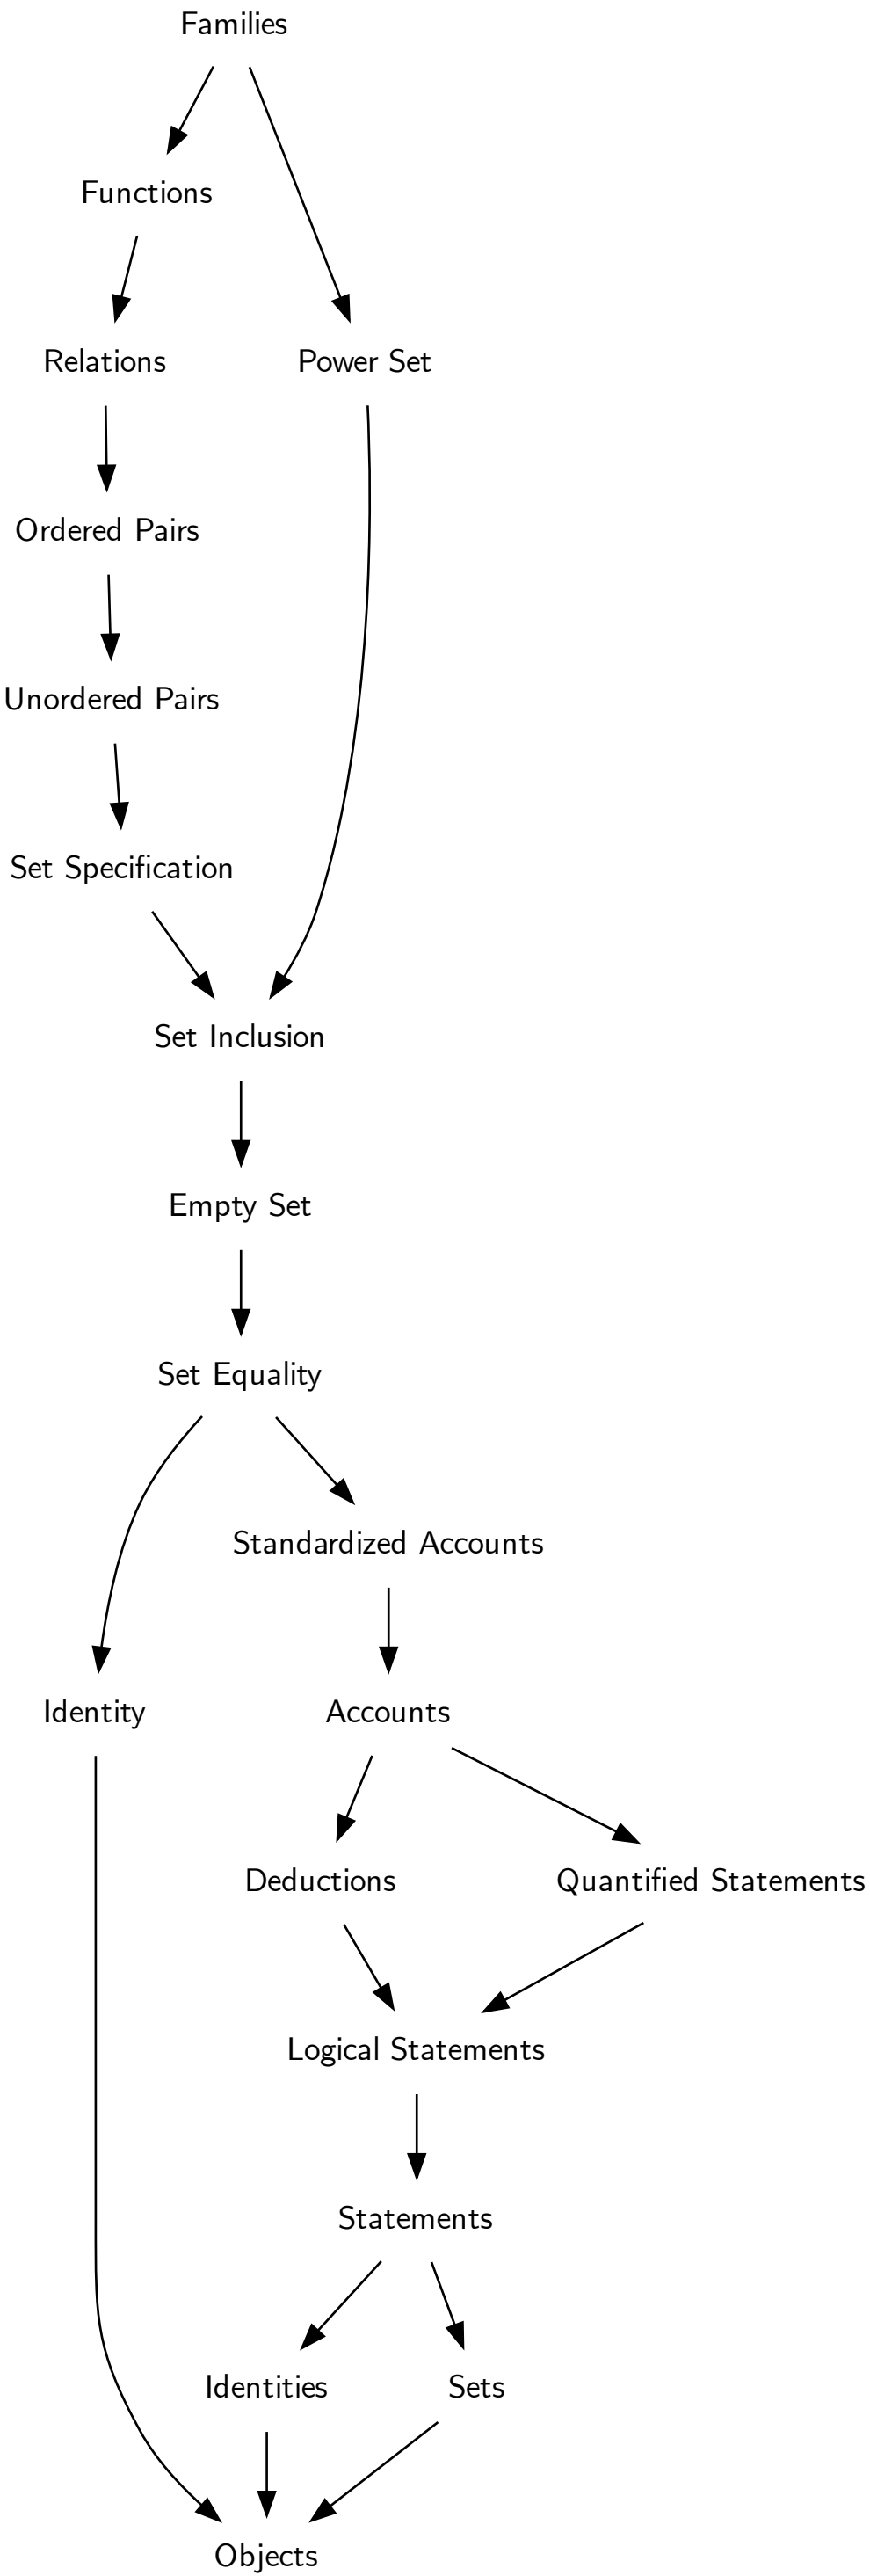 Families
Functions
Relations
Power Set
Ordered Pairs
Unordered Pairs
Set Specification
Set Inclusion
Empty Set
Set Equality
Standardized Accounts
Identity
Accounts
Deductions
Quantified Statements
Logical Statements
Statements
Identities
Sets
Objects